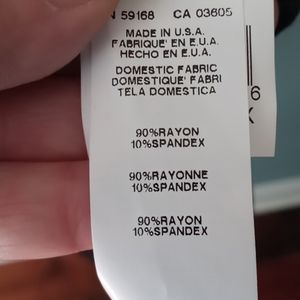 N 59168 CA 03605
MADE IN U.S.A.
FABRIQUE' EN E.U.A.
HECHO EN E.U.A.
DOMESTIC FABRIC
DOMESTIQUE' FABRI
TELA DOMESTICA
90%RAYON
10%SPANDEX
90%RAYONNE
10%SPANDEX
90%RAYON
10%SPANDEX
6
X